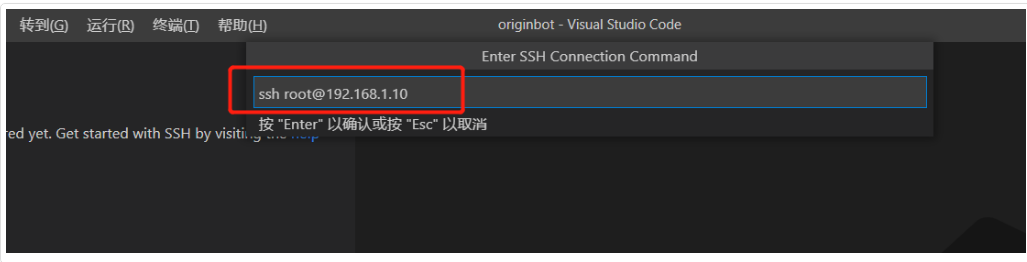 转到(G) 运行(R) 终端(T) 帮助(H) originbot - Visual Studio Code
Enter SSH Connection Command
ssh root@192.168.1.10
按 "Enter" 以确认或按 "Esc" 以取消
red yet. Get started with SSH by visiting the help